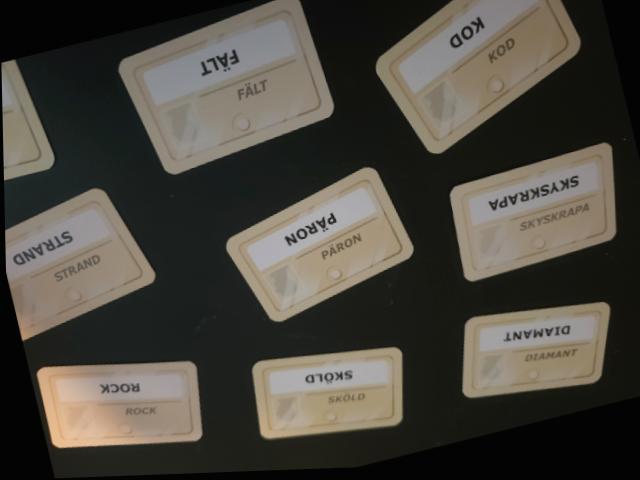 FÄLT
FÄLT
KOD
KOD
STRAND
STRAND
PÄRON
PÄRON
SKYSKRAPA
SKYSKRAPA
ROCK
ROCK
SKÖLD
SKÖLD
DIAMANT
DIAMANT